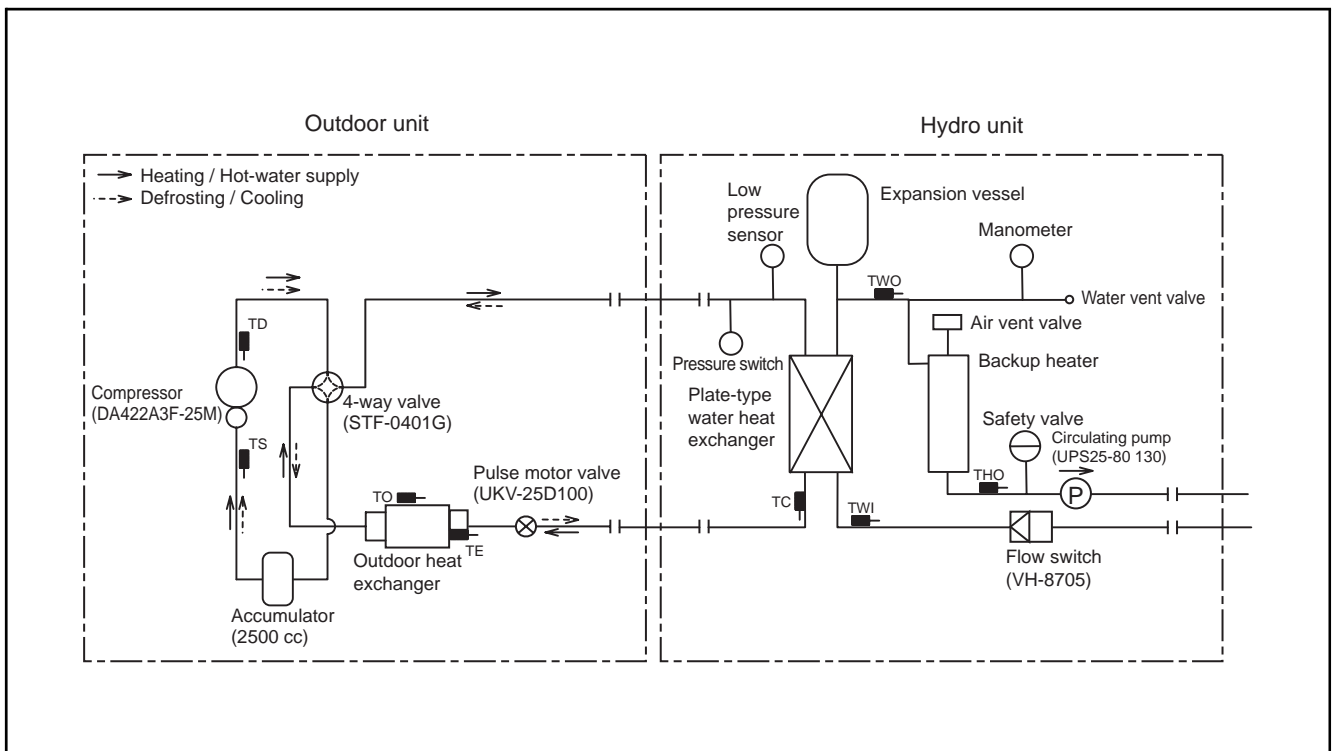 Outdoor unit
Hydro unit
Heating / Hot-water supply
Defrosting / Cooling
Low
pressure
sensor
Expansion vessel
Manometer
TWO
Water vent valve
Air vent valve
TD
Pressure switch
Backup heater
Compressor
(DA422A3F-25M)
4-way valve
(STF-0401G)
Plate-type
water heat
exchanger
Safety valve
Circulating pump
(UPS25-80 130)
TS
Pulse motor valve
(UKV-25D100)
TO
TC
THO
P
TWI
TE
Outdoor heat
exchanger
Flow switch
(VH-8705)
Accumulator
(2500 cc)